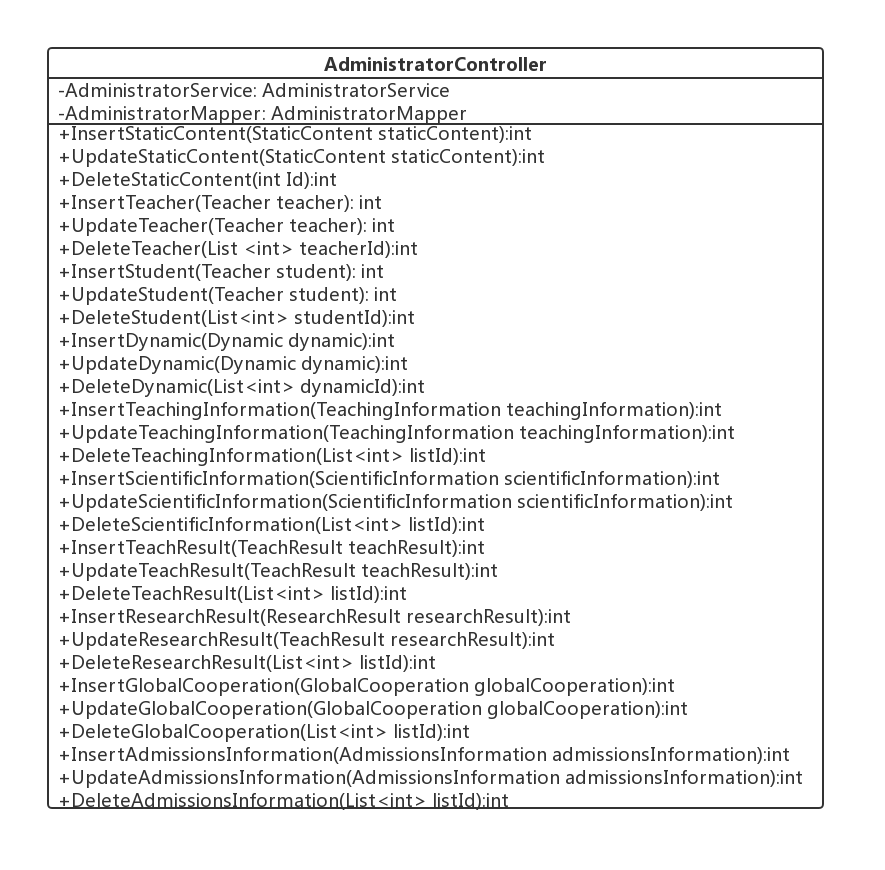 AdministratorController
-AdministratorService: AdministratorService
-AdministratorMapper: AdministratorMapper
+InsertStaticContent(StaticContent staticContent):int
+UpdateStaticContent(StaticContent staticContent):int
+DeleteStaticContent(int Id):int
+InsertTeacher(Teacher teacher): int
+UpdateTeacher(Teacher teacher): int
+DeleteTeacher(List <int> teacherId):int
+InsertStudent(Teacher student): int
+UpdateStudent(Teacher student): int
+DeleteStudent(List<int> studentId):int
+InsertDynamic(Dynamic dynamic):int
+UpdateDynamic(Dynamic dynamic):int
+DeleteDynamic(List<int> dynamicId):int
+InsertTeachingInformation(TeachingInformation teachingInformation):int
+UpdateTeachingInformation(TeachingInformation teachingInformation):int
+DeleteTeachingInformation(List<int> listId):int
+InsertScientificInformation(ScientificInformation scientificInformation):int
+UpdateScientificInformation(ScientificInformation scientificInformation):int
+DeleteScientificInformation(List<int> listId):int
+InsertTeachResult(TeachResult teachResult):int
+UpdateTeachResult(TeachResult teachResult):int
+DeleteTeachResult(List<int> listId):int
+InsertResearchResult(ResearchResult researchResult):int
+UpdateResearchResult(TeachResult researchResult):int
+DeleteResearchResult(List<int> listId):int
+InsertGlobalCooperation(GlobalCooperation globalCooperation):int
+UpdateGlobalCooperation(GlobalCooperation globalCooperation):int
+DeleteGlobalCooperation(List<int> listId):int
+InsertAdmissionsInformation(AdmissionsInformation admissionsInformation):int
+UpdateAdmissionsInformation(AdmissionsInformation admissionsInformation):int
+DeleteAdmissionsInformation(List<int> listId):int